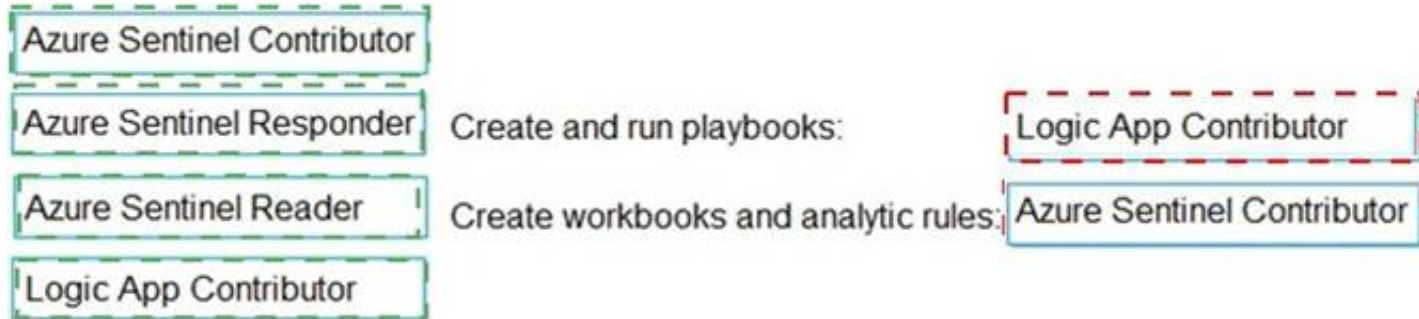 Azure Sentinel Contributor
Azure Sentinel Responder
Create and run playbooks:
Logic App Contributor
Azure Sentinel Reader
Create workbooks and analytic rules:
Azure Sentinel Contributor
Logic App Contributor